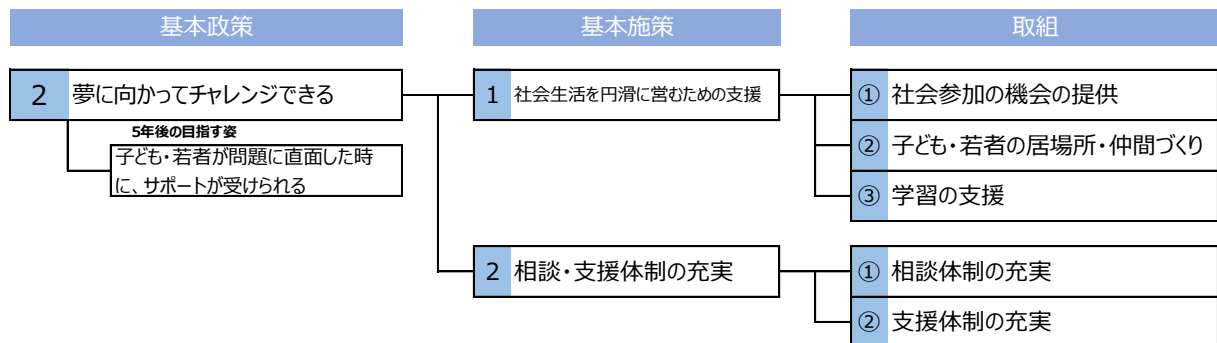 基本政策
基本施策
取組
2 夢に向かってチャレンジできる
5年後の目指す姿
子ども・若者が問題に直面した時
に、サポートが受けられる
1 社会生活を円滑に営むための支援
① 社会参加の機会の提供
② 子ども・若者の居場所・仲間づくり
③ 学習の支援
2 相談・支援体制の充実
① 相談体制の充実
② 支援体制の充実